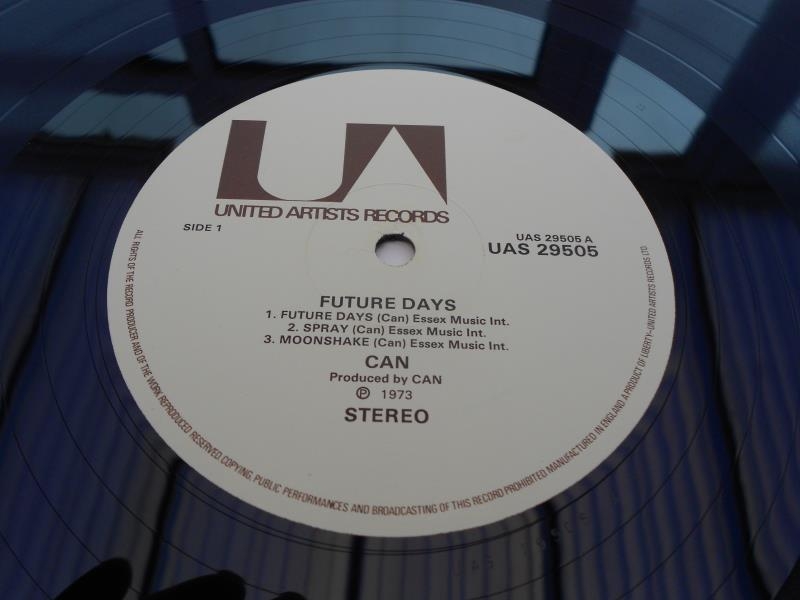 UA
UNITED ARTISTS RECORDS
SIDE 1
UAS 29505 A
UAS 29505
FUTURE DAYS
1. FUTURE DAYS (Can) Essex Music Int.
2. SPRAY (Can) Essex Music Int.
3. MOONSHAKE (Can) Essex Music Int.
CAN
Produced by CAN
Ⓟ 1973
STEREO
ALL RIGHTS OF THE RECORD PRODUCER AND OF THE WORK REPRODUCED RESERVED. COPYING, PUBLIC PERFORMANCES AND BROADCASTING OF THIS RECORD PROHIBITED. MANUFACTURED IN ENGLAND A PRODUCT OF LIBERTY-UNITED ARTISTS RECORDS LTD.